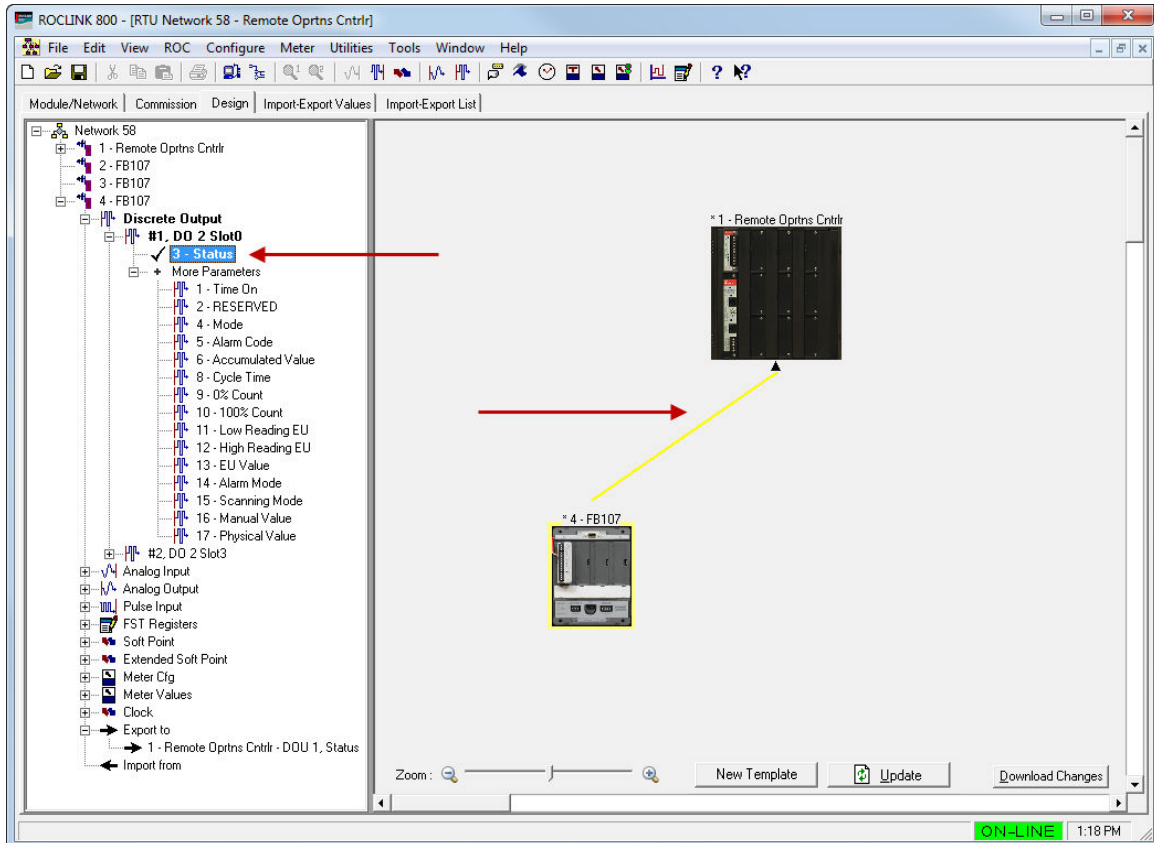 ROCLINK 800 - [RTU Network 58 - Remote Oprtns Cntrlr]
File Edit View ROC Configure Meter Utilities Tools Window Help
Module/Network Commission Design Import-Export Values Import-Export List
Network 58
1 - Remote Oprtns Cntrlr
2 - FB107
3 - FB107
4 - FB107
Discrete Output
#1, DO 2 Slot0
3 - Status
More Parameters
1 - Time On
2 - RESERVED
4 - Mode
5 - Alarm Code
6 - Accumulated Value
8 - Cycle Time
9 - 0% Count
10 - 100% Count
11 - Low Reading EU
12 - High Reading EU
13 - EU Value
14 - Alarm Mode
15 - Scanning Mode
16 - Manual Value
17 - Physical Value
#2, DO 2 Slot3
Analog Input
Analog Output
Pulse Input
FST Registers
Soft Point
Extended Soft Point
Meter Cfg
Meter Values
Clock
Export to
1 - Remote Oprtns Cntrlr - DOU 1, Status
Import from
* 1 - Remote Oprtns Cntrlr
* 4 - FB107
Zoom: New Template Update Download Changes
ON-LINE 1:18 PM